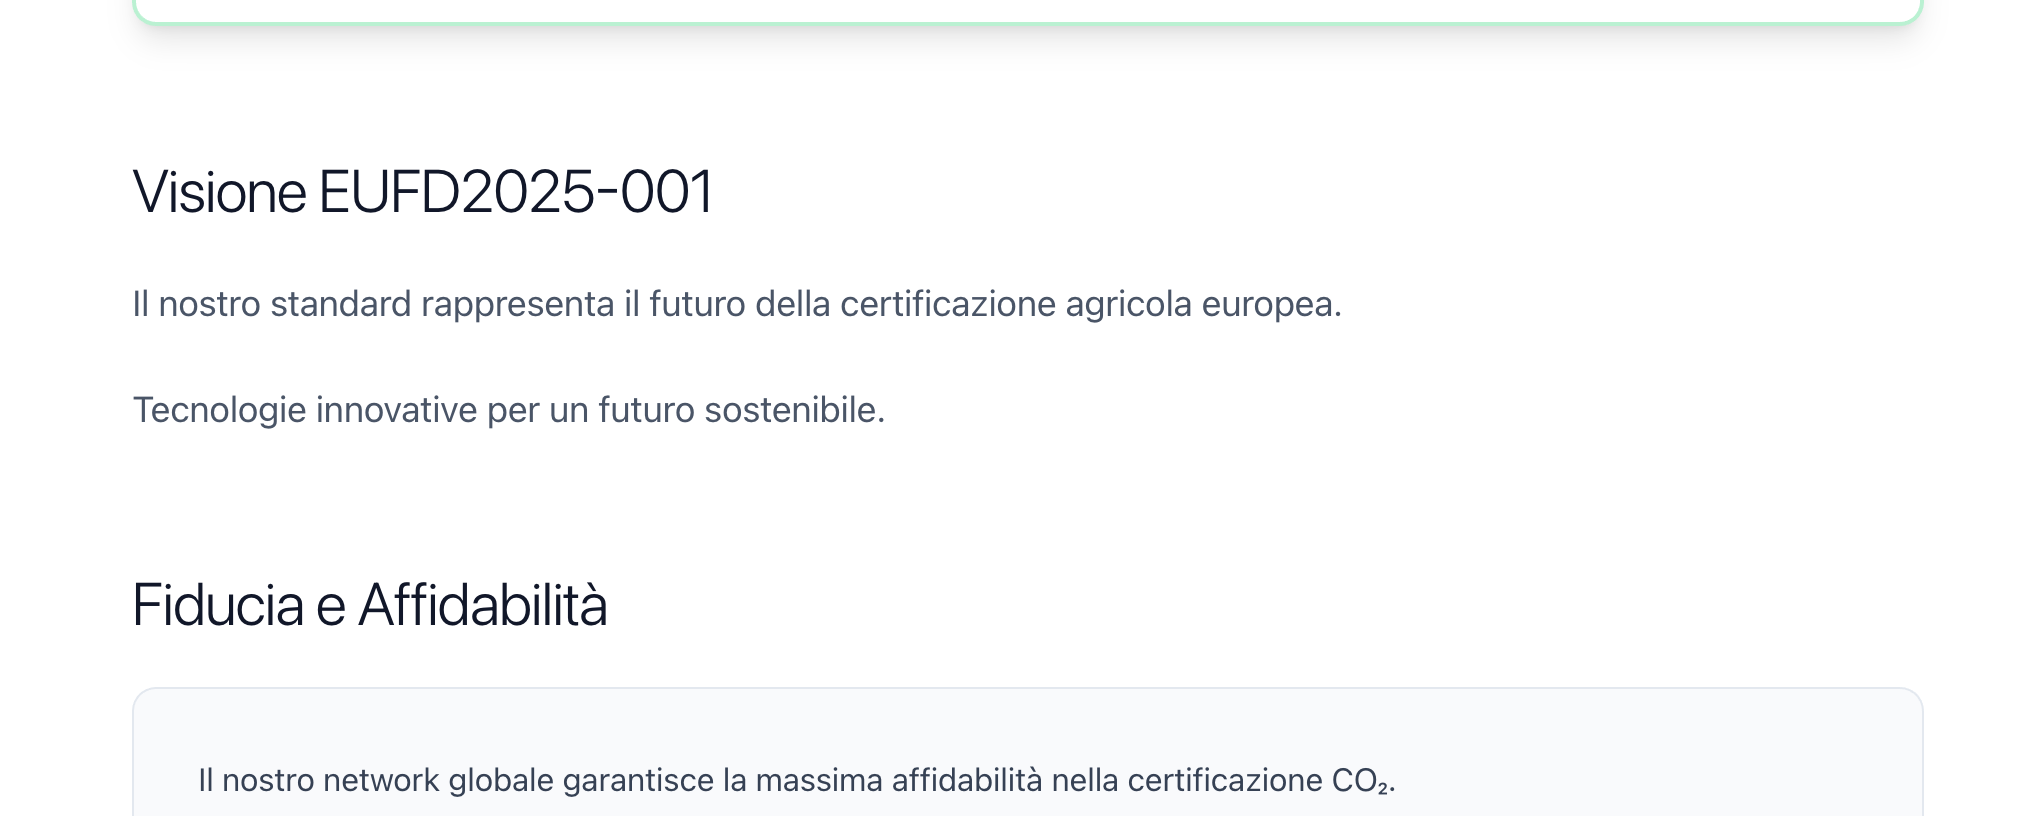 Visione EUFD2025-001
Il nostro standard rappresenta il futuro della certificazione agricola europea.
Tecnologie innovative per un futuro sostenibile.
Fiducia e Affidabilità
Il nostro network globale garantisce la massima affidabilità nella certificazione CO₂.